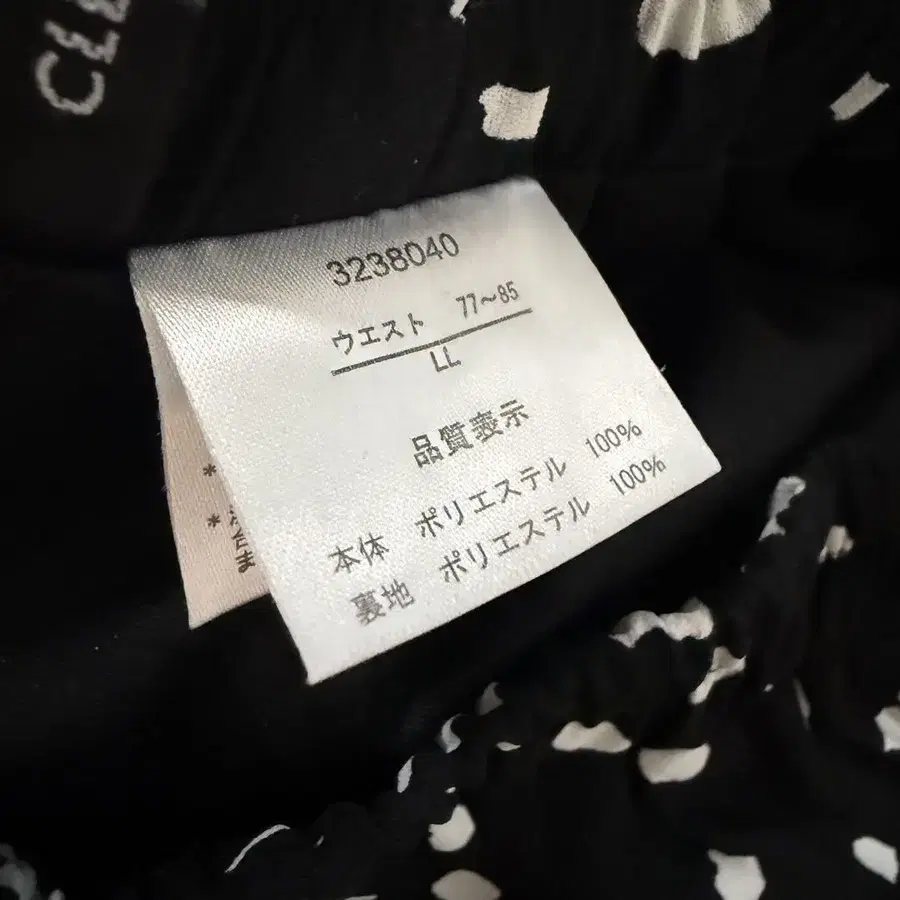 CLE
3238040
ウエスト 77～85
LL
品質表示
本体 ポリエステル 100%
裏地 ポリエステル 100%